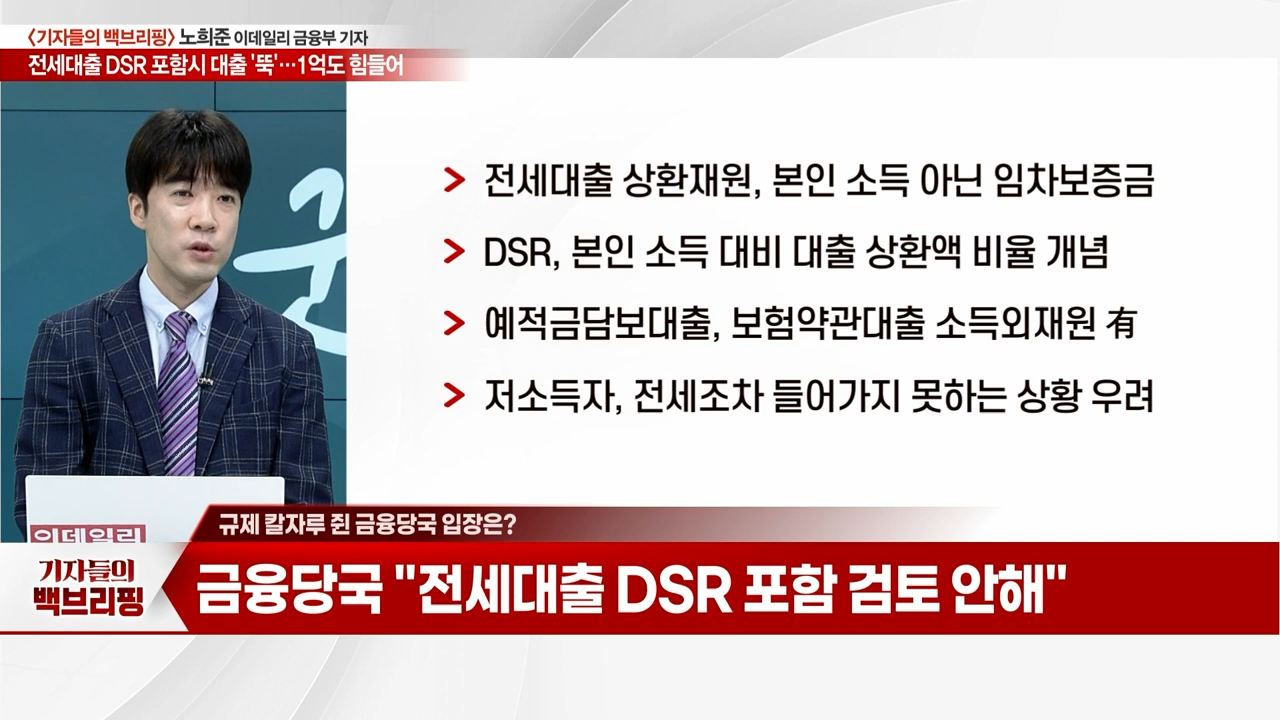 <기자들의 백브리핑> 노희준 이데일리 금융부 기자
전세대출 DSR 포함시 대출 '뚝'…1억도 힘들어
> 전세대출 상환재원, 본인 소득 아닌 임차보증금
> DSR, 본인 소득 대비 대출 상환액 비율 개념
> 예적금담보대출, 보험약관대출 소득외재원 有
> 저소득자, 전세조차 들어가지 못하는 상황 우려
이데일리
규제 칼자루 쥔 금융당국 입장은?
기자들의
백브리핑
금융당국 "전세대출 DSR 포함 검토 안해"